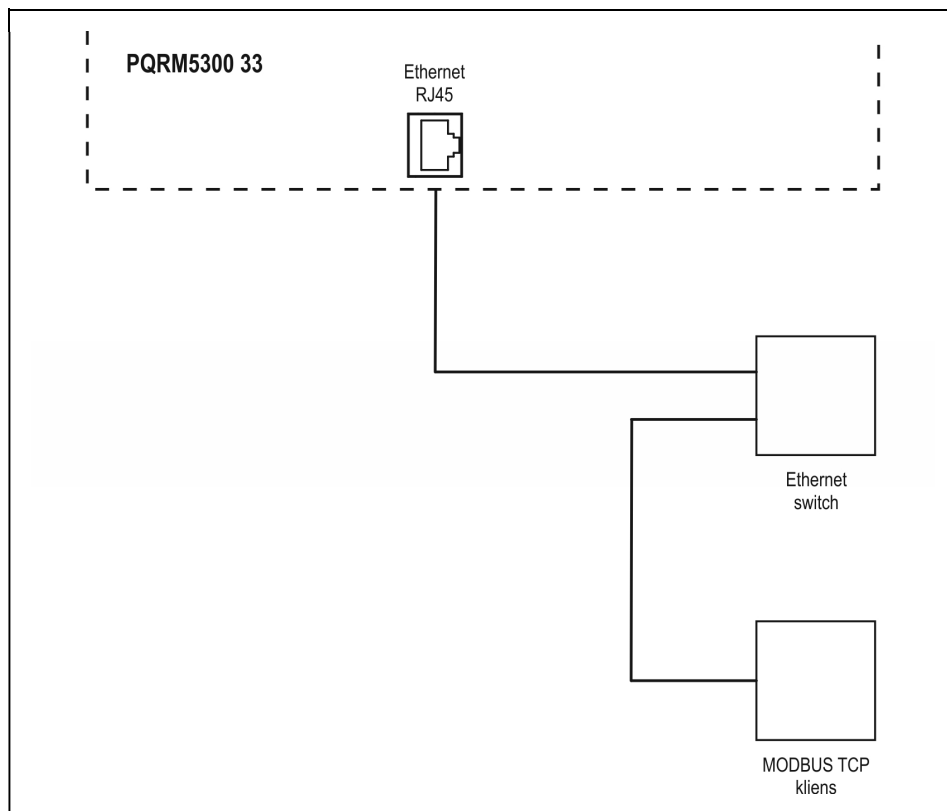 PQRM5300 33
Ethernet
RJ45
Ethernet
switch
MODBUS TCP
kliens